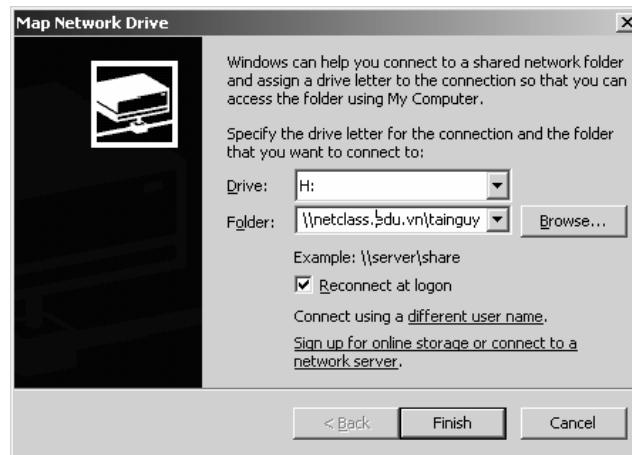 Map Network Drive
Windows can help you connect to a shared network folder
and assign a drive letter to the connection so that you can
access the folder using My Computer.
Specify the drive letter for the connection and the folder
that you want to connect to:
Drive: H:
Folder: \\netclass.edu.vn\tainguy Browse...
Example: \\server\share
Reconnect at logon
Connect using a different user name.
Sign up for online storage or connect to a
network server.
< Back Finish Cancel